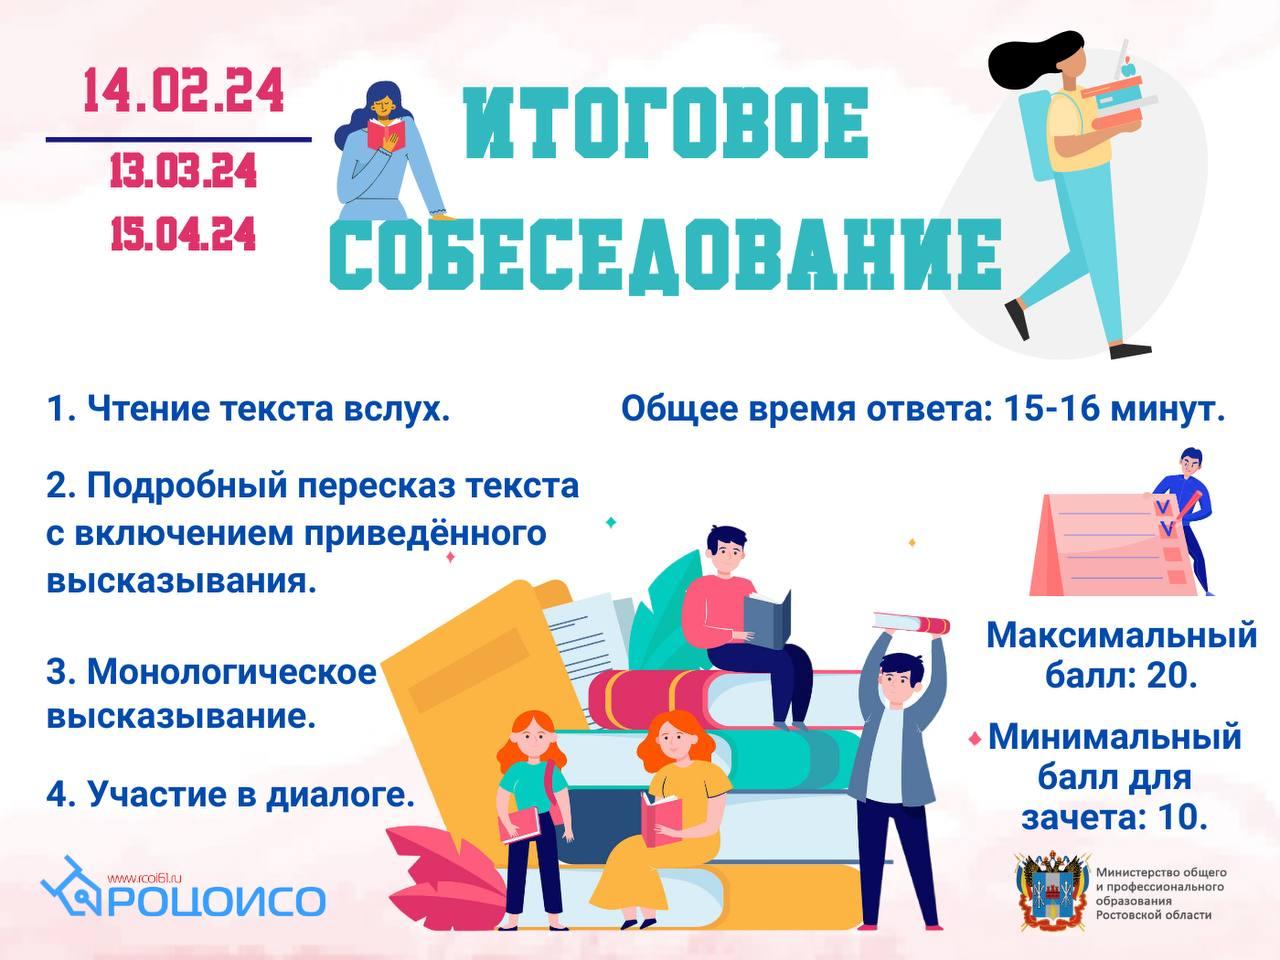 14.02.24
13.03.24
15.04.24
ИТОГОВОЕ
СОБЕСЕДОВАНИЕ
1. Чтение текста вслух.
2. Подробный пересказ текста
с включением приведённого
высказывания.
3. Монологическое
высказывание.
4. Участие в диалоге.
Общее время ответа: 15-16 минут.
Максимальный
балл: 20.
Минимальный
балл для
зачета: 10.
www.rcoi61.ru
РОЦОИСО
Министерство общего
и профессионального
образования
Ростовской области